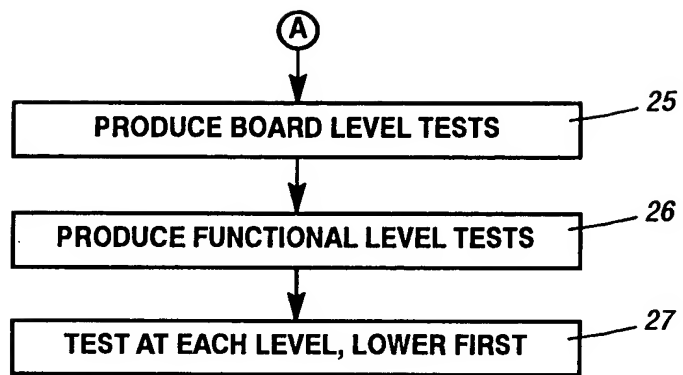 A
PRODUCE BOARD LEVEL TESTS
25
PRODUCE FUNCTIONAL LEVEL TESTS
26
TEST AT EACH LEVEL, LOWER FIRST
27